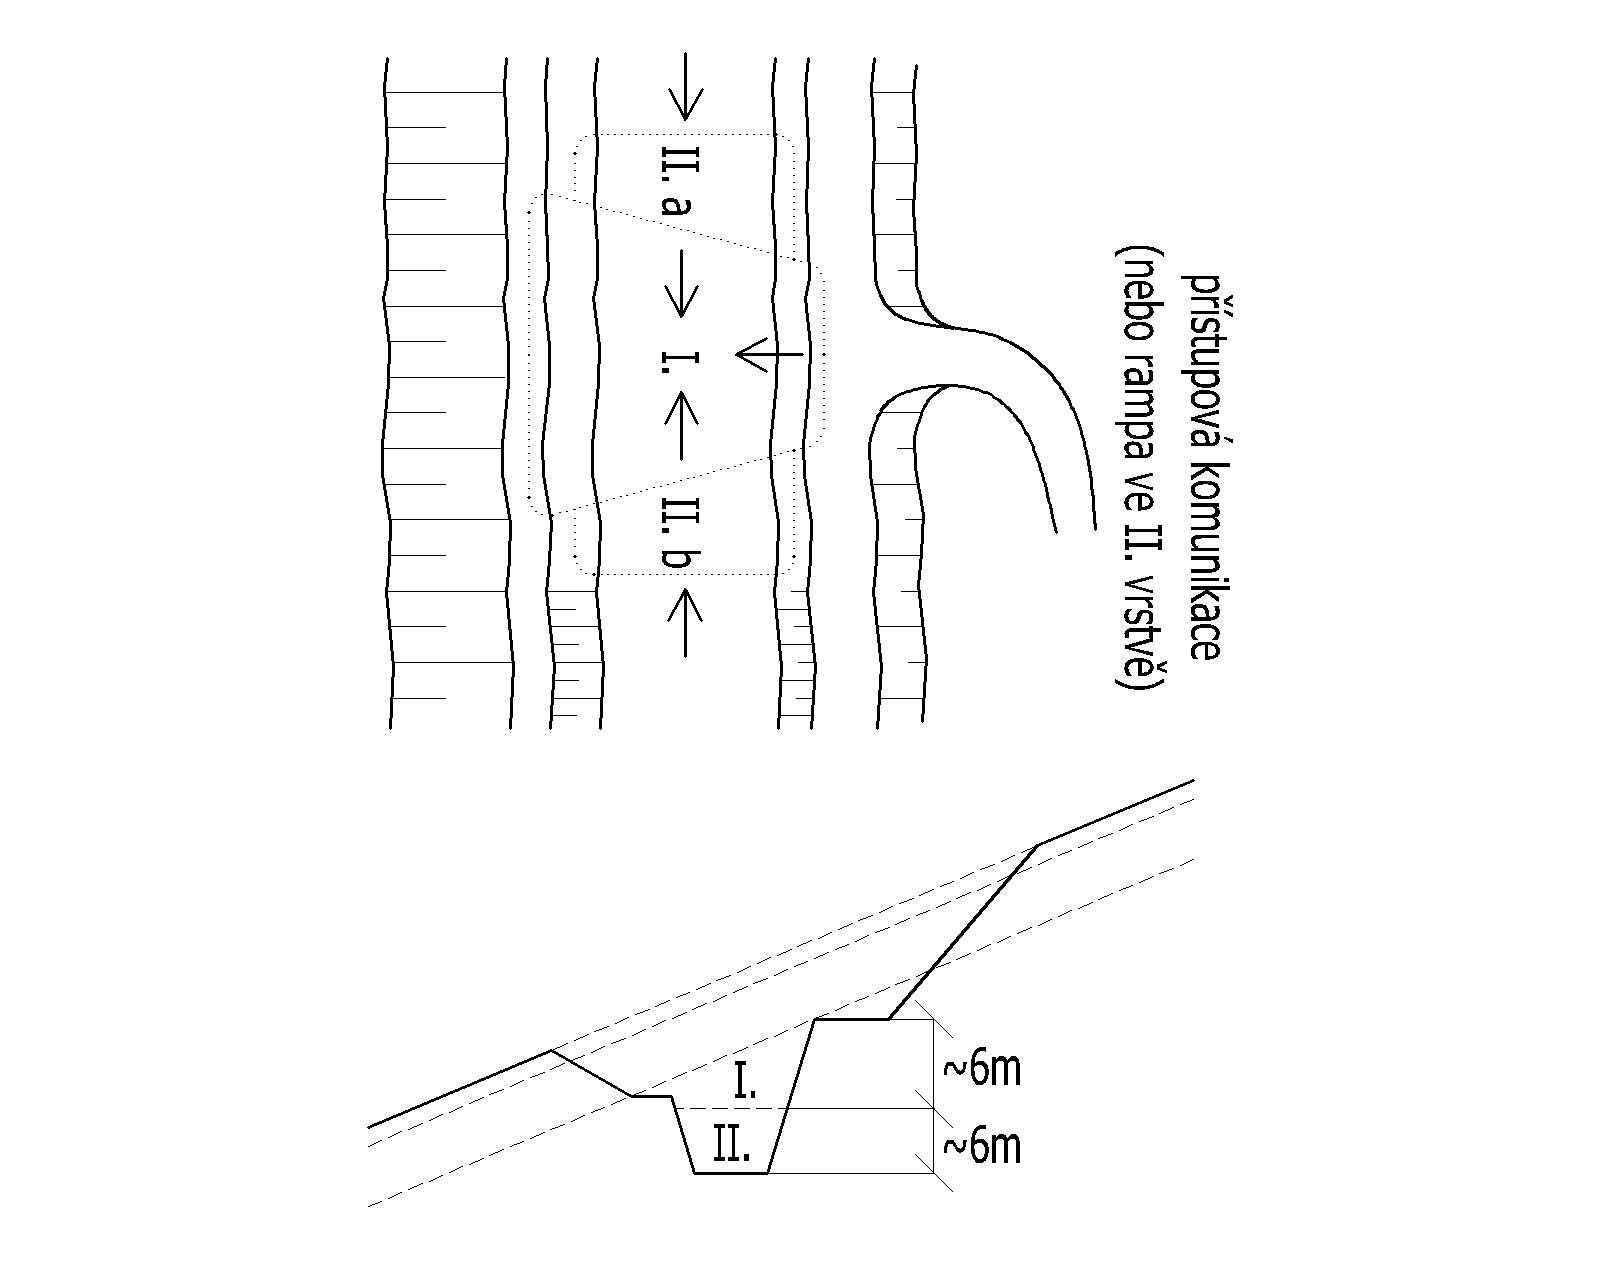 přístupová komunikace
(nebo rampa ve II. vrstvě)
II. a
I.
II. b
I.
~6m
II.
~6m